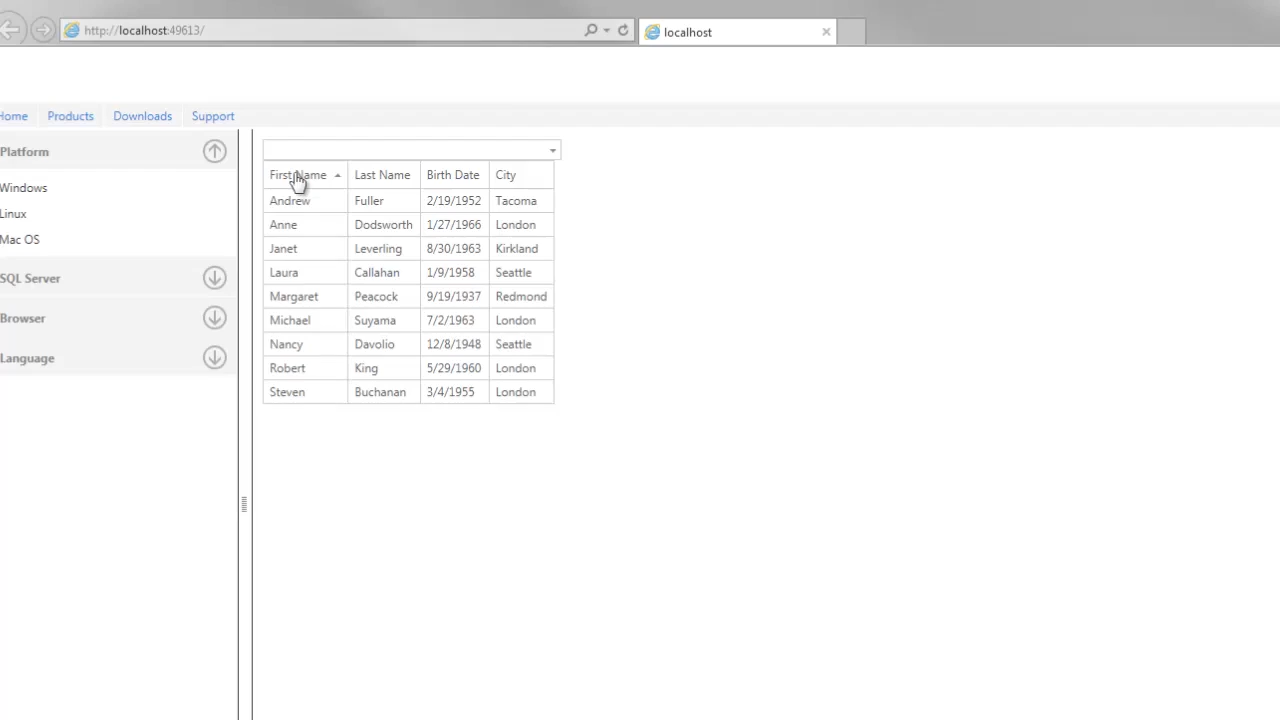 http://localhost:49613/
localhost
Home Products Downloads Support
Platform
Windows
Linux
Mac OS
SQL Server
Browser
Language
First Name Last Name Birth Date City
Andrew Fuller 2/19/1952 Tacoma
Anne Dodsworth 1/27/1966 London
Janet Leverling 8/30/1963 Kirkland
Laura Callahan 1/9/1958 Seattle
Margaret Peacock 9/19/1937 Redmond
Michael Suyama 7/2/1963 London
Nancy Davolio 12/8/1948 Seattle
Robert King 5/29/1960 London
Steven Buchanan 3/4/1955 London